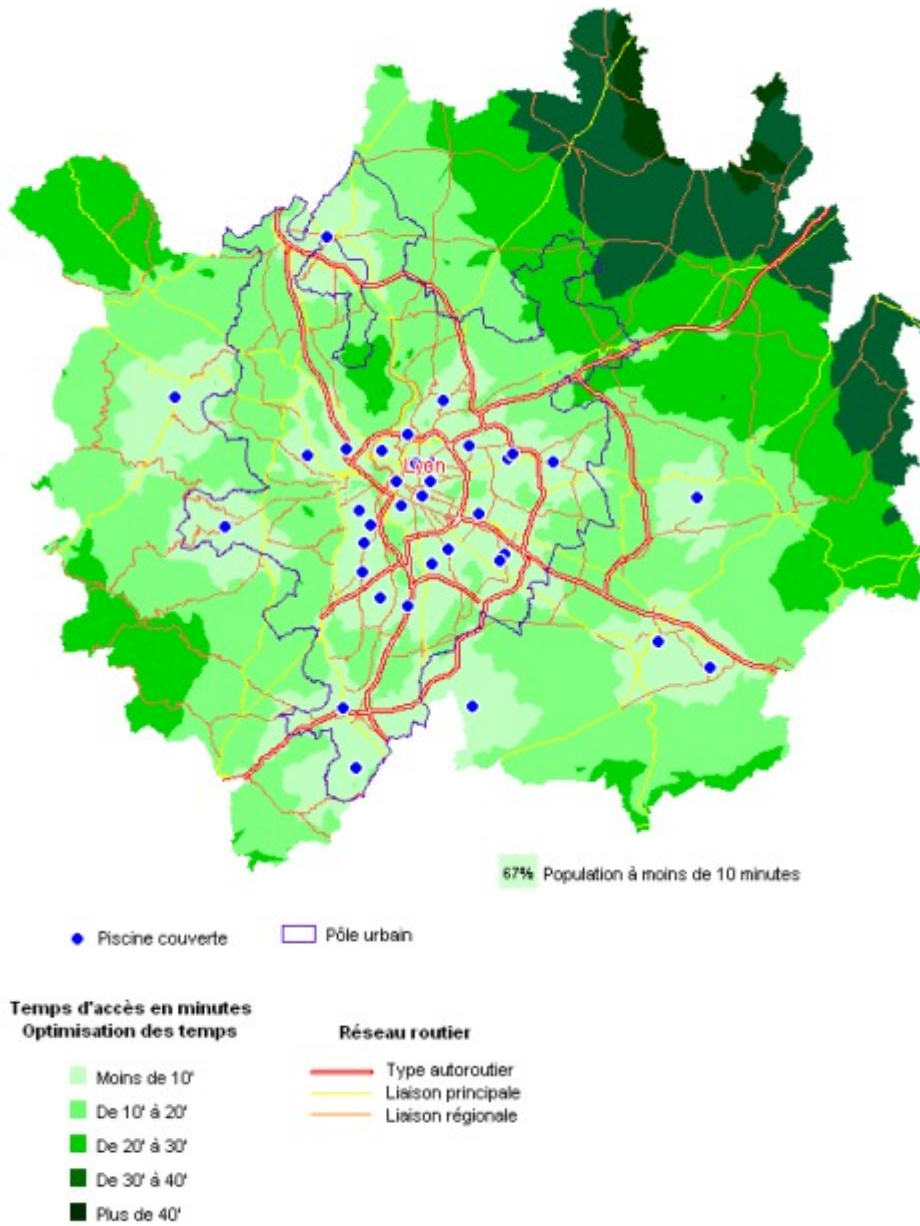 Lyon
67% Population à moins de 10 minutes
Piscine couverte
Pôle urbain
Temps d'accès en minutes
Optimisation des temps
Moins de 10'
De 10' à 20'
De 20' à 30'
De 30' à 40'
Plus de 40'
Réseau routier
Type autoroutier
Liaison principale
Liaison régionale